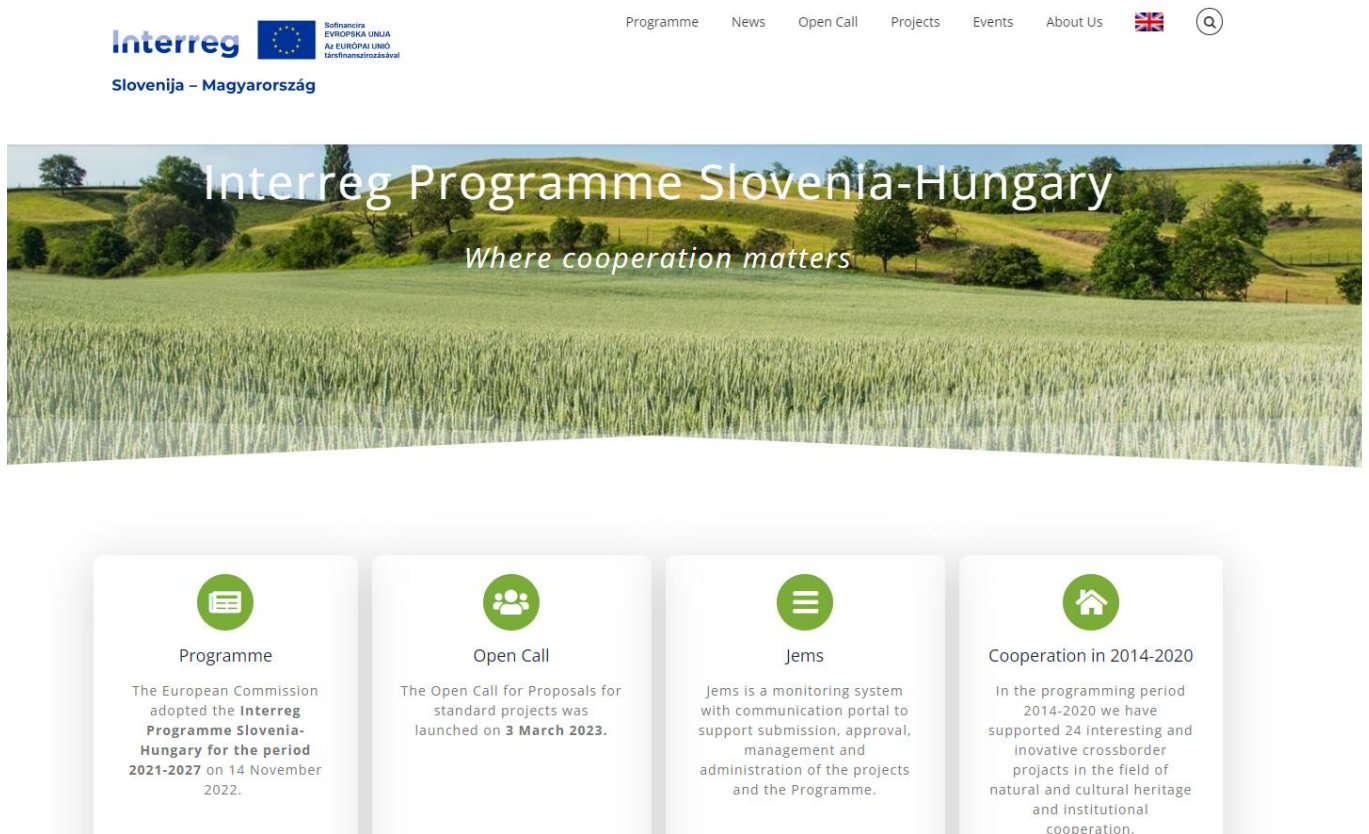 Interreg
Sofinancira
EVROPSKA UNIJA
Az EURÓPAI UNIÓ
társfinanszírozásával
Slovenija – Magyarország
Programme News Open Call Projects Events About Us
Interreg Programme Slovenia-Hungary
Where cooperation matters
Programme
The European Commission
adopted the Interreg
Programme Slovenia-
Hungary for the period
2021-2027 on 14 November
2022.
Open Call
The Open Call for Proposals for
standard projects was
launched on 3 March 2023.
Jems
Jems is a monitoring system
with communication portal to
support submission, approval,
management and
administration of the projects
and the Programme.
Cooperation in 2014-2020
In the programming period
2014-2020 we have
supported 24 interesting and
inovative crossborder
projacts in the field of
natural and cultural heritage
and institutional
cooperation.